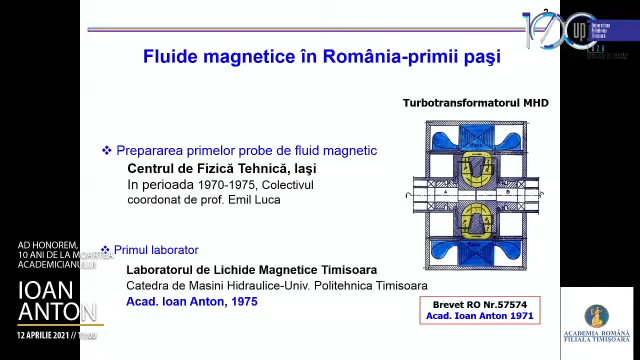 Fluide magnetice în România-primii paşi
Turbotransformatorul MHD
Prepararea primelor probe de fluid magnetic
Centrul de Fizică Tehnică, Iaşi
In perioada 1970-1975, Colectivul
coordonat de prof. Emil Luca
Primul laborator
Laboratorul de Lichide Magnetice Timisoara
Catedra de Masini Hidraulice-Univ. Politehnica Timisoara
Acad. Ioan Anton, 1975
Brevet RO Nr.57574
Acad. Ioan Anton 1971
AD HONOREM,
10 ANI DE LA MOARTEA
ACADEMICIANULUI
IOAN
ANTON
12 APRILIE 2021 // 11:00
ACADEMIA ROMÂNĂ
FILIALA TIMIŞOARA
A
B
up